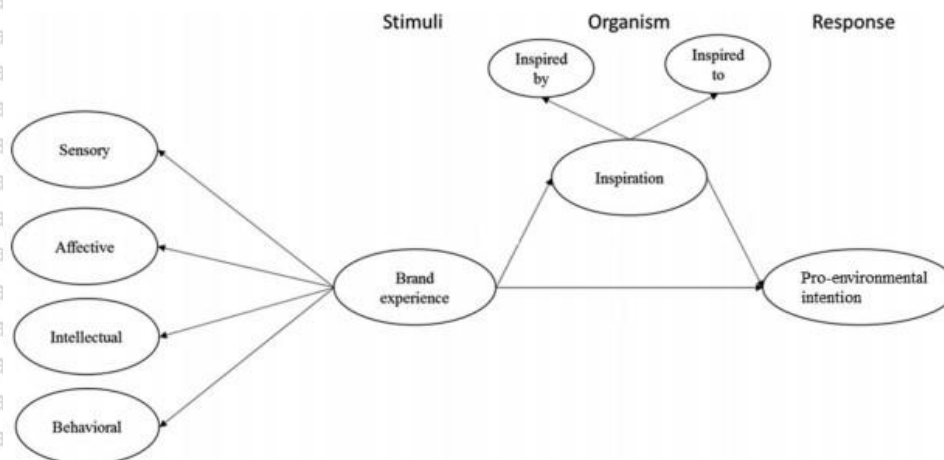 Stimuli
Organism
Response
Inspired
by
Inspired
to
Sensory
Inspiration
Affective
Brand
experience
Pro-environmental
intention
Intellectual
Behavioral